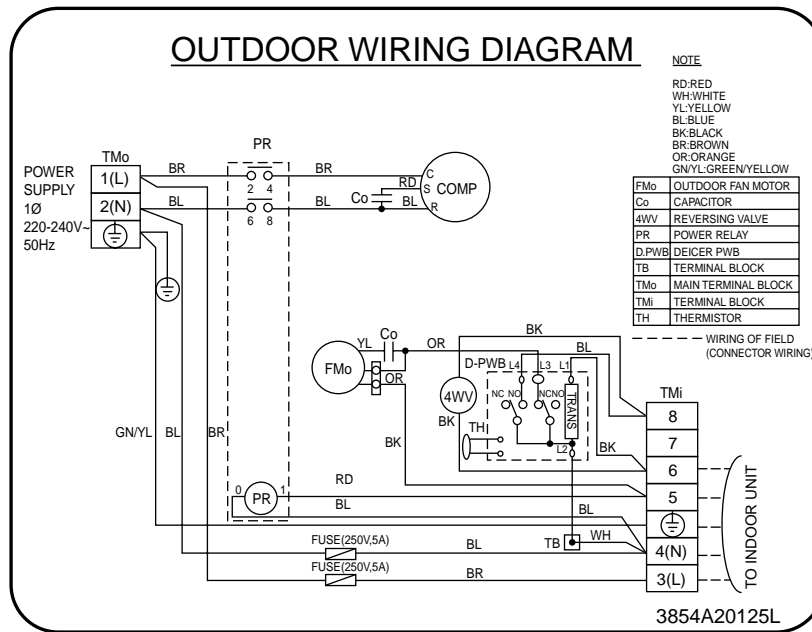 OUTDOOR WIRING DIAGRAM
NOTE
RD:RED
WH:WHITE
YL:YELLOW
BL:BLUE
BK:BLACK
BR:BROWN
OR:ORANGE
GN/YL:GREEN/YELLOW
FMo OUTDOOR FAN MOTOR
Co CAPACITOR
4WV REVERSING VALVE
PR POWER RELAY
D.PWB DEICER PWB
TB TERMINAL BLOCK
TMo MAIN TERMINAL BLOCK
TMi TERMINAL BLOCK
TH THERMISTOR
WIRING OF FIELD
(CONNECTOR WIRING)
POWER
SUPPLY
1Ø
220-240V~
50Hz
TMo
1(L)
2(N)
PR
BR
BR
2 4
BL
BL
6 8
Co
RD
BL
C
S
R
COMP
YL
Co
OR
FMo
OR
BK
BL
D-PWB
L4
L3
L1
4WV
NC
NO
NC
NO
TRANS
BK
TH
L2
BK
BK
GN/YL
BL
BR
0
PR
1
RD
BL
BL
FUSE(250V,5A)
BL
TB
WH
FUSE(250V,5A)
BR
TMi
8
7
6
5
4(N)
3(L)
TO INDOOR UNIT
3854A20125L